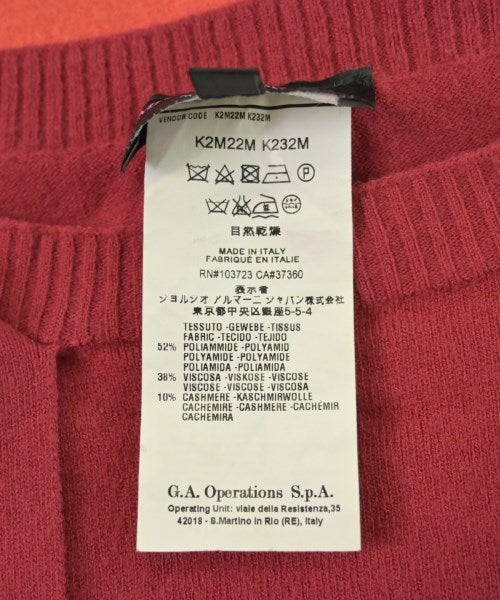 VENDOR CODE K2M22M K232M
K2M22M K232M
自然乾燥
MADE IN ITALY
FABRIQUÉ EN ITALIE
RN#103723 CA#37360
表示者
ジョルジオ アルマーニ ジャパン株式会社
東京都中央区銀座5-5-4
TESSUTO -GEWEBE -TISSUS
FABRIC -TECIDO -TEJIDO
52% POLIAMMIDE -POLYAMID
POLYAMIDE -POLYAMIDE
POLIAMIDA -POLIAMIDA
38% VISCOSA -VISKOSE -VISCOSE
VISCOSE -VISCOSE -VISCOSA
10% CASHMERE -KASCHMIRWOLLE
CACHEMIRE -CASHMERE -CACHEMIR
CACHEMIRA
G.A. Operations S.p.A.
Operating Unit: viale della Resistenza,35
42018 - S.Martino in Rio (RE), Italy